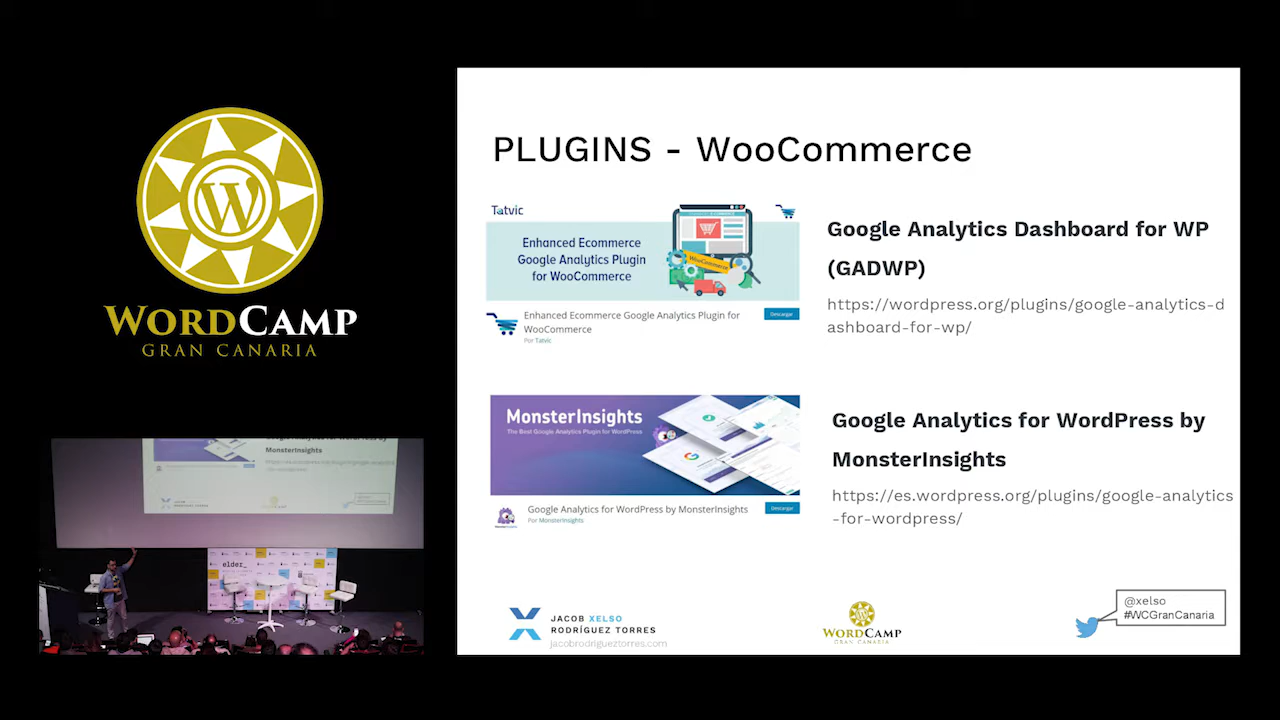 WORDCAMP
GRAN CANARIA
PLUGINS - WooCommerce
Tatvic
Enhanced Ecommerce
Google Analytics Plugin
for WooCommerce
WooCommerce
Enhanced Ecommerce Google Analytics Plugin for
WooCommerce
Por Tatvic
Descargar
Google Analytics Dashboard for WP
(GADWP)
https://wordpress.org/plugins/google-analytics-d
ashboard-for-wp/
MonsterInsights
The Best Google Analytics Plugin for WordPress
Google Analytics for WordPress by MonsterInsights
Por MonsterInsights
Descargar
Google Analytics for WordPress by
MonsterInsights
https://es.wordpress.org/plugins/google-analytics
-for-wordpress/
JACOB XELSO
RODRÍGUEZ TORRES
jacobrodrigueztorres.com
WORDCAMP
GRAN CANARIA
@xelso
#WCGranCanaria
MonsterInsights
elder_